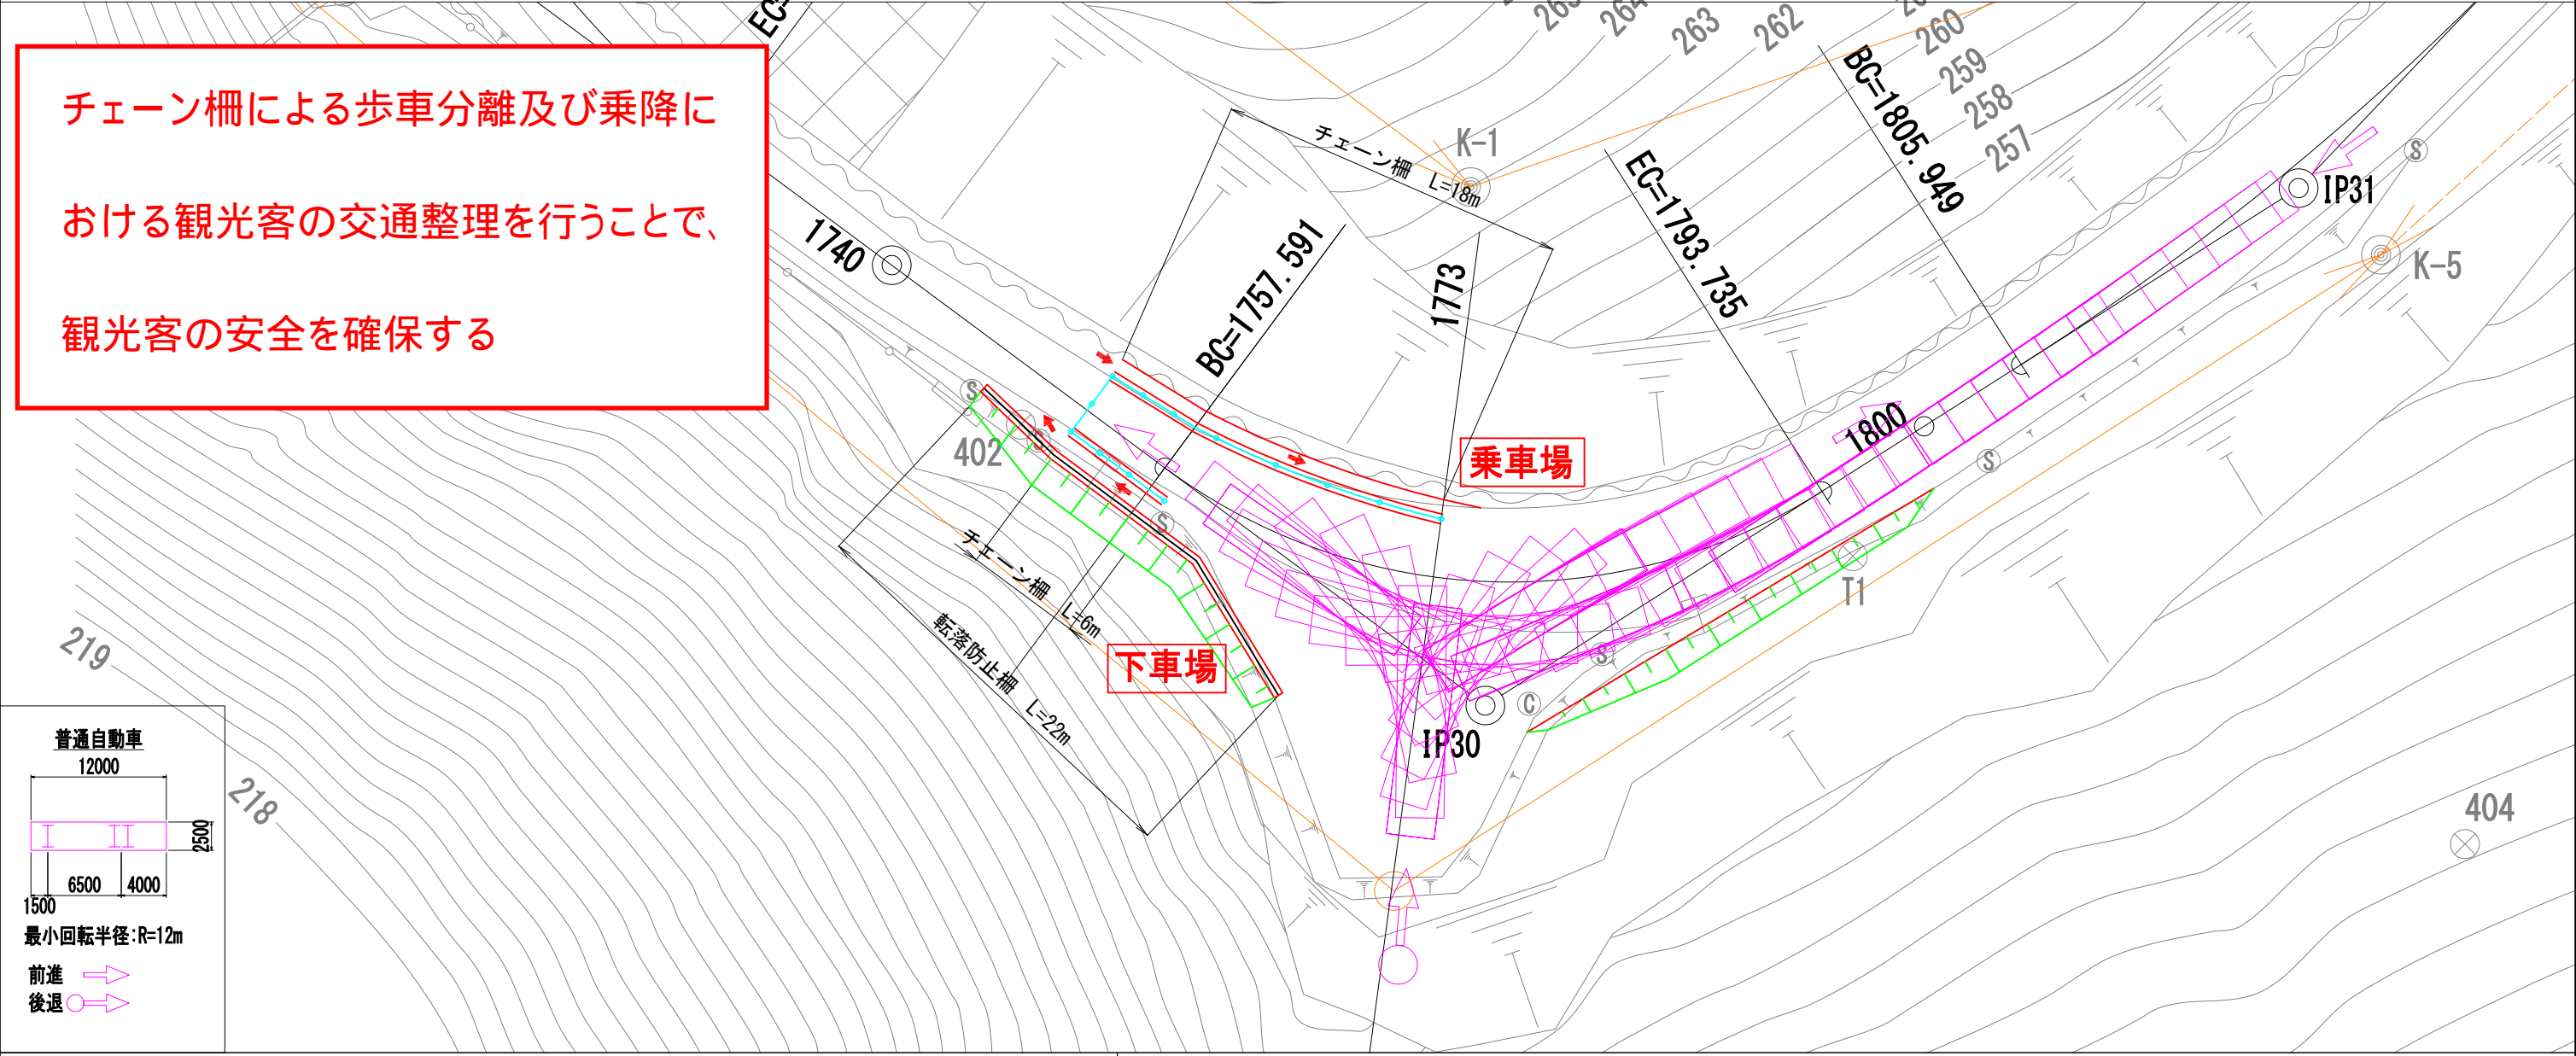 チェーン柵による歩車分離及び乗降に
おける観光客の交通整理を行うことで、
観光客の安全を確保する
263
262
260
259
258
257
BC=1805.949
EC=1793.735
チェーン柵 L=18m
K-1
IP31
K-5
1740
BC=1757.591
1773
1800
乗車場
402
チェーン柵 L=6m
転落防止柵 L=22m
下車場
T1
IP30
404
219
218
S
S
S
S
S
C
普通自動車
12000
2500
6500
4000
1500
最小回転半径:R=12m
前進
後退